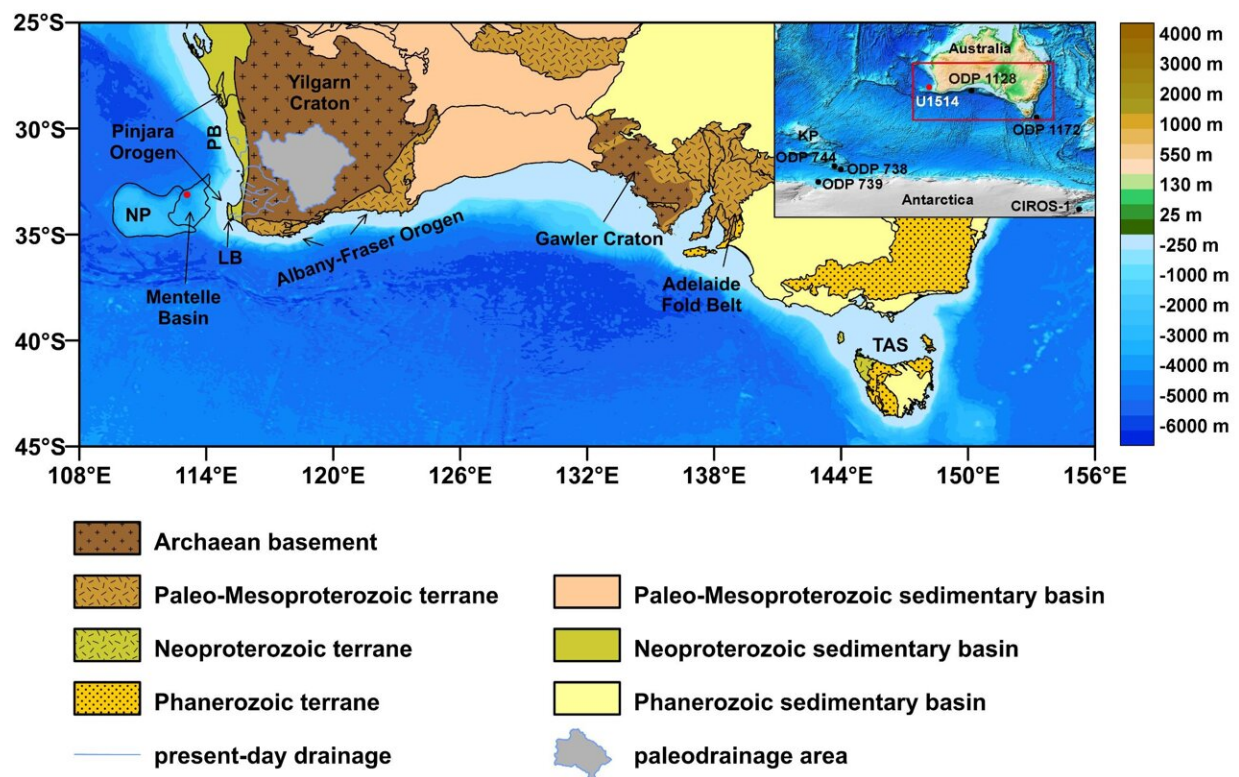 25°S
30°S
35°S
40°S
45°S
108°E
114°E
120°E
126°E
132°E
138°E
144°E
150°E
156°E
Yilgarn
Craton
Pinjara
Orogen
PB
NP
LB
Mentelle
Basin
Albany-Fraser Orogen
Gawler Craton
Adelaide
Fold Belt
TAS
Australia
ODP 1128
U1514
ODP 1172
KP
ODP 744
ODP 738
ODP 739
Antarctica
CIROS-1
4000 m
3000 m
2000 m
1000 m
550 m
130 m
25 m
-250 m
-1000 m
-2000 m
-3000 m
-4000 m
-5000 m
-6000 m
Archaean basement
Paleo-Mesoproterozoic terrane
Paleo-Mesoproterozoic sedimentary basin
Neoproterozoic terrane
Neoproterozoic sedimentary basin
Phanerozoic terrane
Phanerozoic sedimentary basin
present-day drainage
paleodrainage area